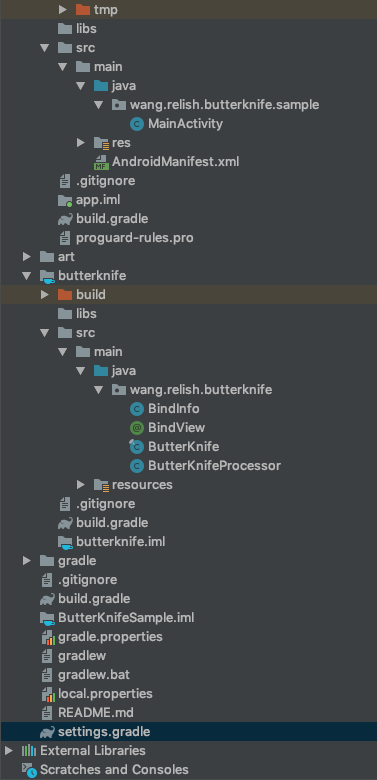 tmp
libs
src
main
java
wang.relish.butterknife.sample
MainActivity
res
AndroidManifest.xml
.gitignore
app.iml
build.gradle
proguard-rules.pro
art
butterknife
build
libs
src
main
java
wang.relish.butterknife
BindInfo
BindView
ButterKnife
ButterKnifeProcessor
resources
.gitignore
build.gradle
butterknife.iml
gradle
.gitignore
build.gradle
ButterKnifeSample.iml
gradle.properties
gradlew
gradlew.bat
local.properties
README.md
settings.gradle
External Libraries
Scratches and Consoles